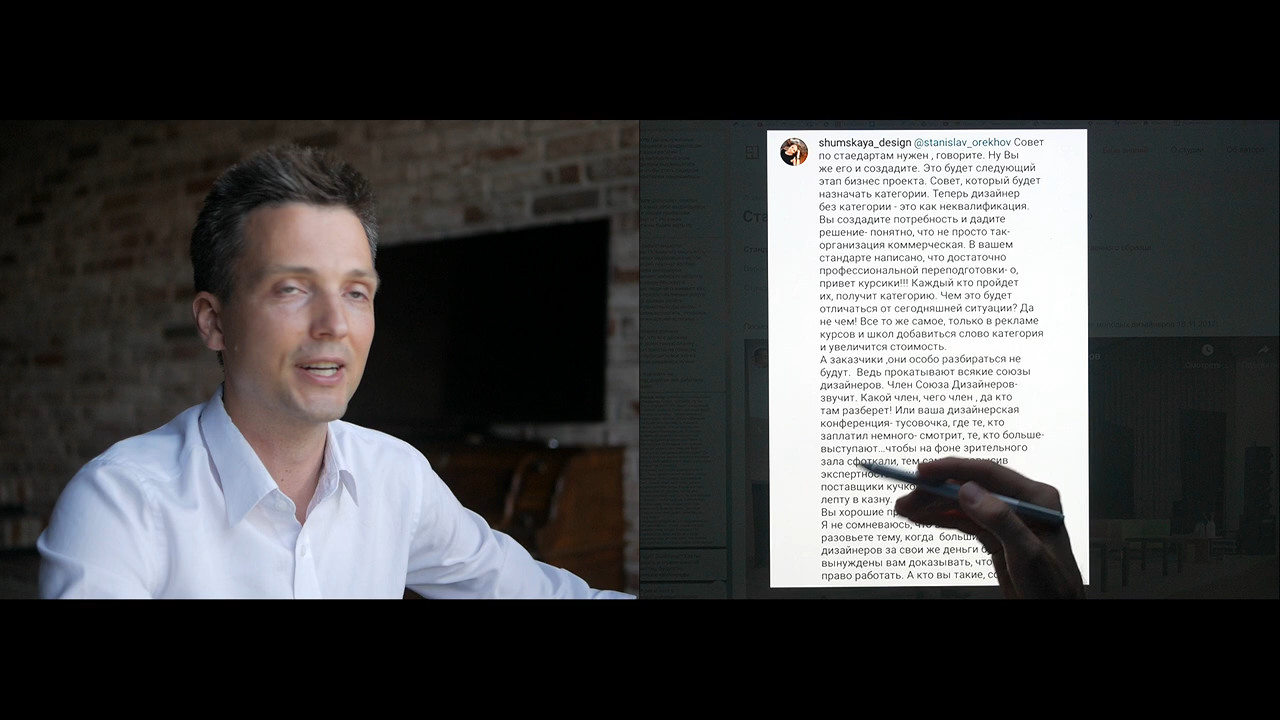 shumskaya_design @stanislav_orekhov Совет
по стаедартам нужен , говорите. Ну Вы
же его и создадите. Это будет следующий
этап бизнес проекта. Совет, который будет
назначать категории. Теперь дизайнер
без категории - это как неквалификация.
Вы создадите потребность и дадите
решение- понятно, что не просто так-
организация коммерческая. В вашем
стандарте написано, что достаточно
профессиональной переподготовки- о,
привет курсики!!! Каждый кто пройдет
их, получит категорию. Чем это будет
отличаться от сегодняшней ситуации? Да
не чем! Все то же самое, только в рекламе
курсов и школ добавиться слово категория
и увеличится стоимость.
А заказчики ,они особо разбираться не
будут. Ведь прокатывают всякие союзы
дизайнеров. Член Союза Дизайнеров-
звучит. Какой член, чего член , да кто
там разберет! Или ваша дизайнерская
конференция- тусовочка, где те, кто
заплатил немного- смотрит, те, кто больше-
выступают...чтобы на фоне зрительного
зала сфоткали, тем
поставщики
лепту в казну.
Вы хорошие
Я не сомневаюсь, что
разовьете тему, когда
дизайнеров за свои же деньги
вынуждены вам доказывать, что
право работать. А кто вы такие,